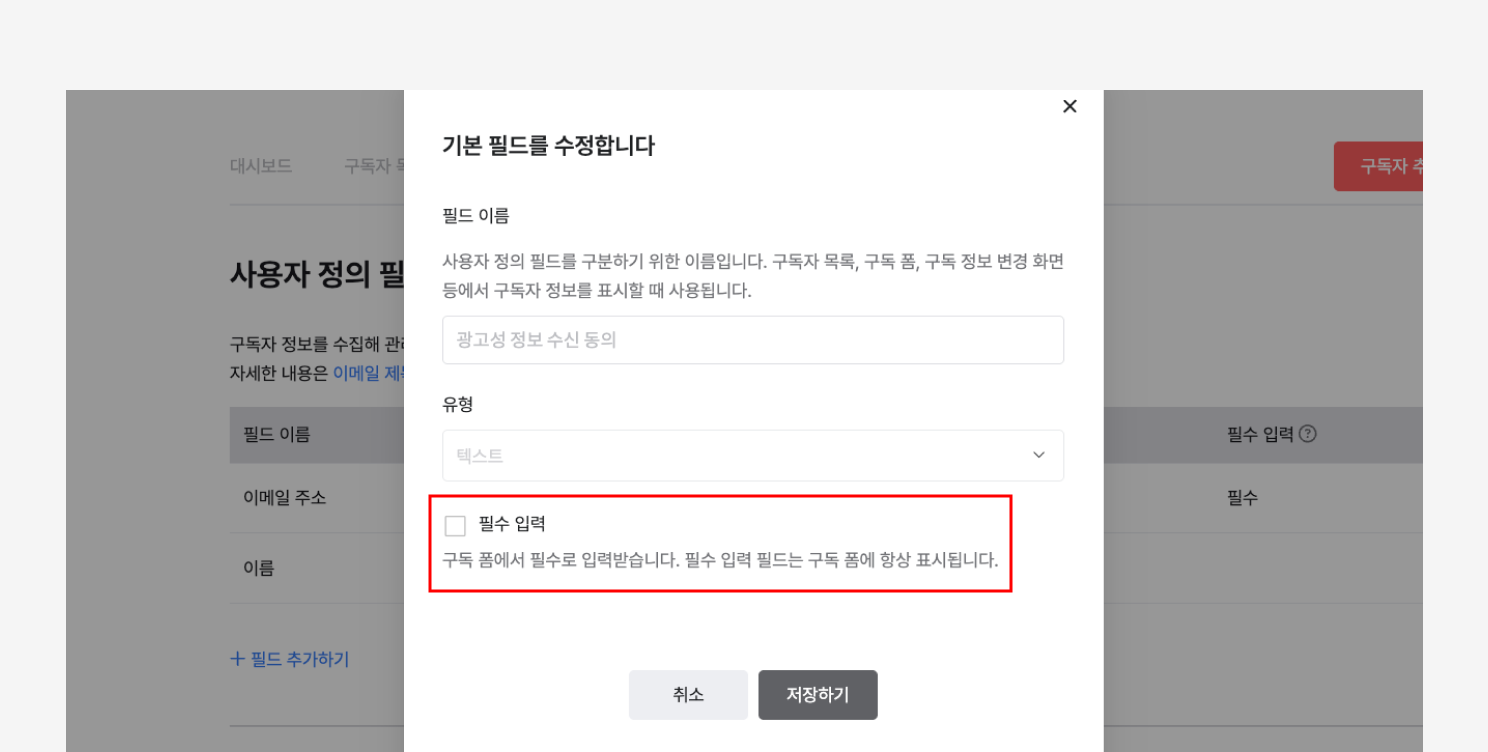 기본 필드를 수정합니다
대시보드 구독자
구독자
필드 이름
사용자 정의 필드를 구분하기 위한 이름입니다. 구독자 목록, 구독 폼, 구독 정보 변경 화면
등에서 구독자 정보를 표시할 때 사용됩니다.
사용자 정의
광고성 정보 수신 동의
구독자 정보를 수집해
자세한 내용은 이메일
유형
필드 이름
필수 입력
텍스트
이메일 주소
필수
필수 입력
구독 폼에서 필수로 입력받습니다. 필수 입력 필드는 구독 폼에 항상 표시됩니다.
이름
+ 필드 추가하기
취소
저장하기